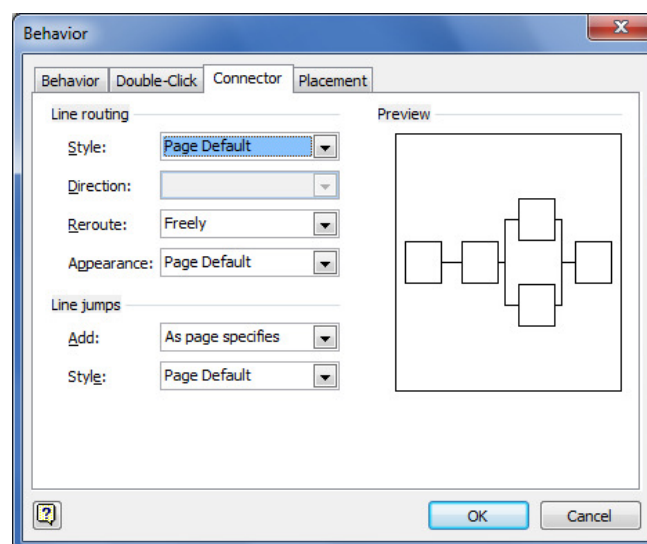 Behavior
Behavior Double-Click Connector Placement
Line routing
Style: Page Default
Direction:
Reroute: Freely
Appearance: Page Default
Line jumps
Add: As page specifies
Style: Page Default
Preview
OK Cancel